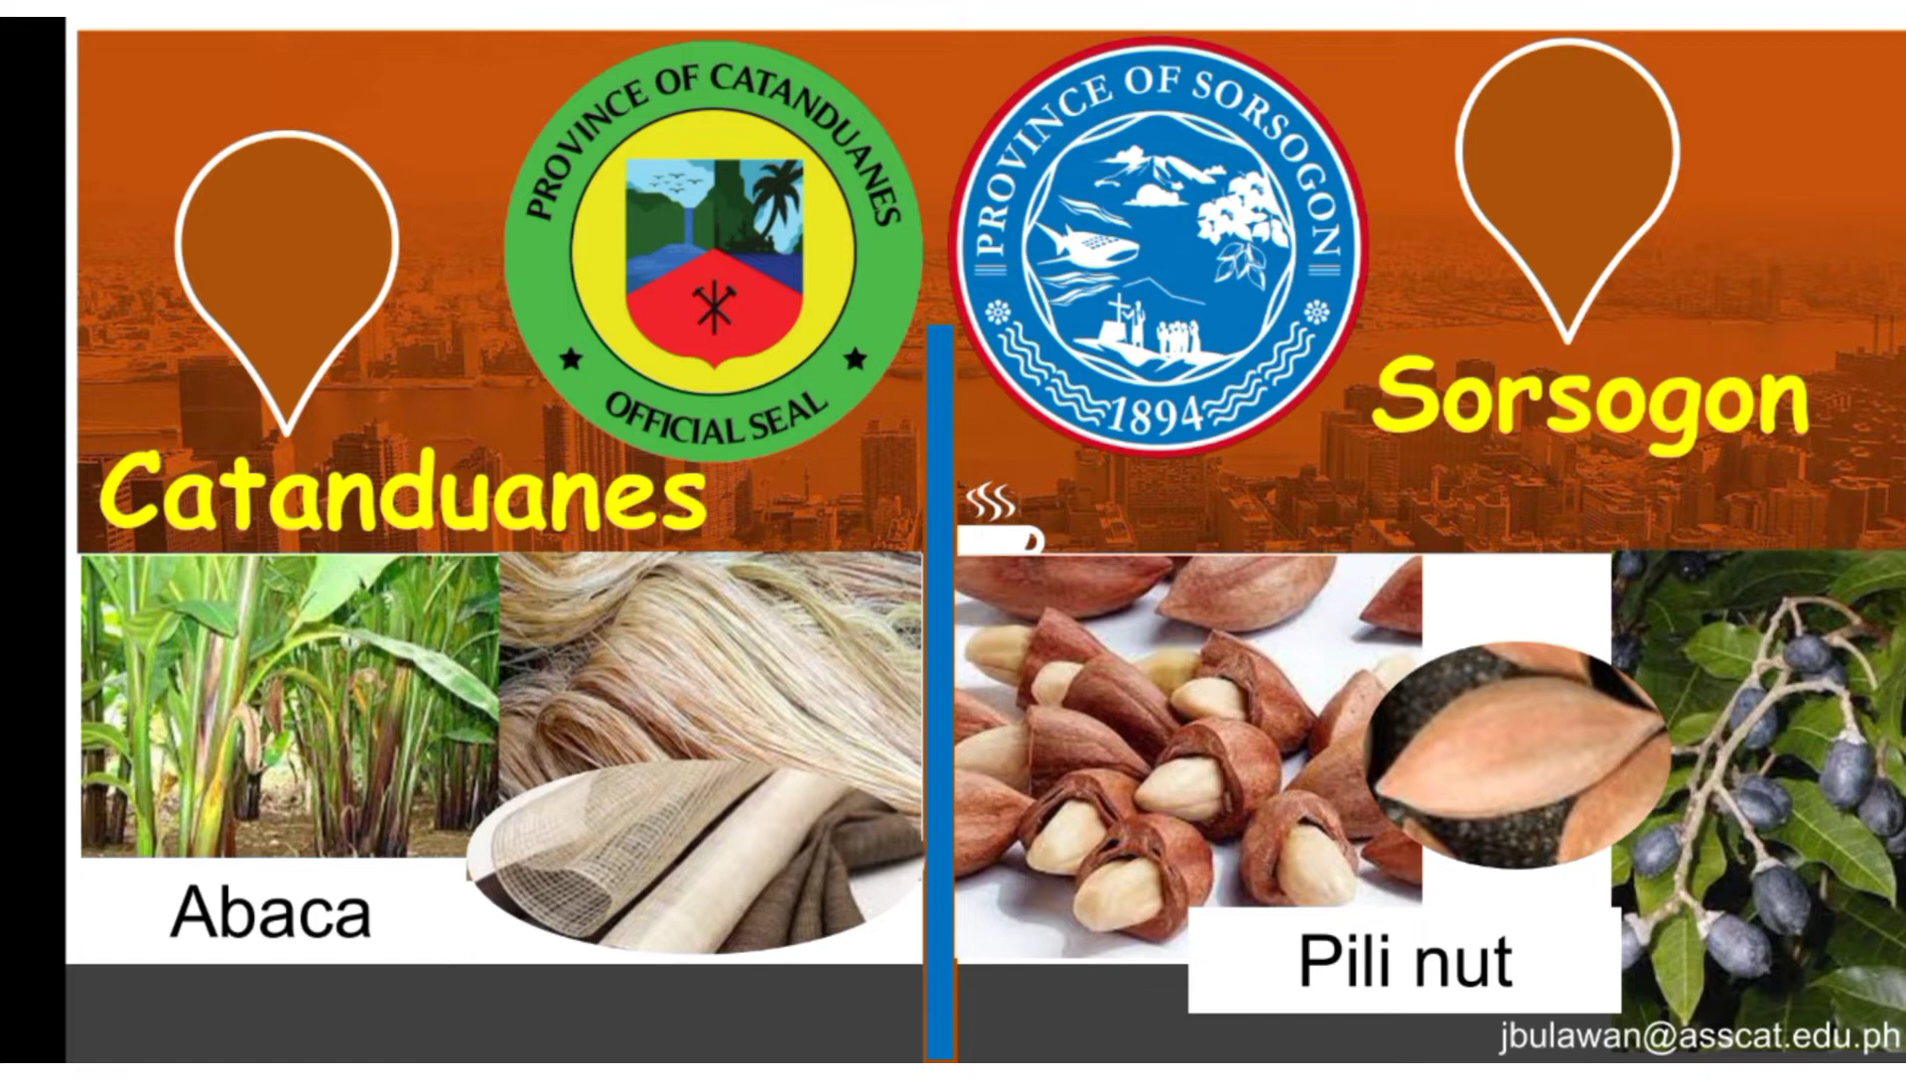 PROVINCE OF CATANDUANES
OFFICIAL SEAL
Catanduanes
Abaca
PROVINCE OF SORSOGON
1894
Sorsogon
Pili nut
jbulawan@asscat.edu.ph